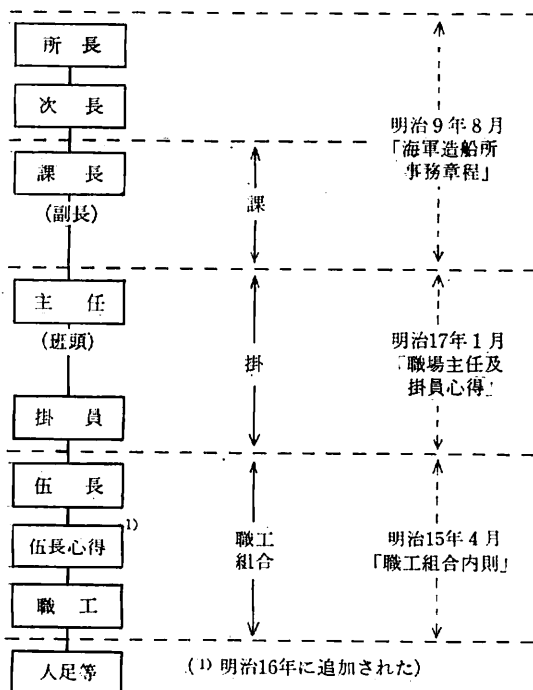 所長
次長
課長
(副長)
主任
(班頭)
掛員
伍長
伍長心得 1)
職工
人足等
課
掛
職工
組合
明治9年8月
「海軍造船所
事務章程」
明治17年1月
「職場主任及
掛員心得」
明治15年4月
「職工組合内則」
(1) 明治16年に追加された)